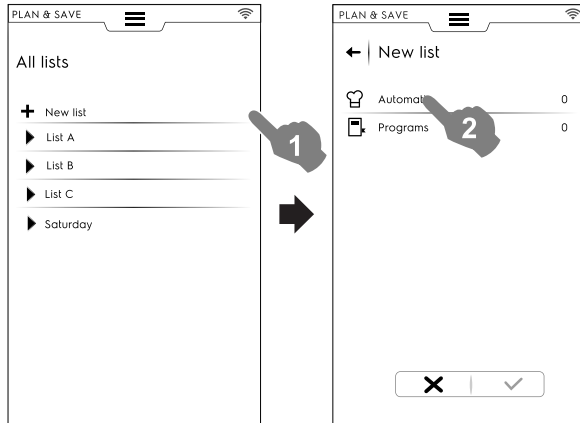 PLAN & SAVE
All lists
New list
List A
List B
List C
Saturday
1
PLAN & SAVE
New list
0
Programs 0
2